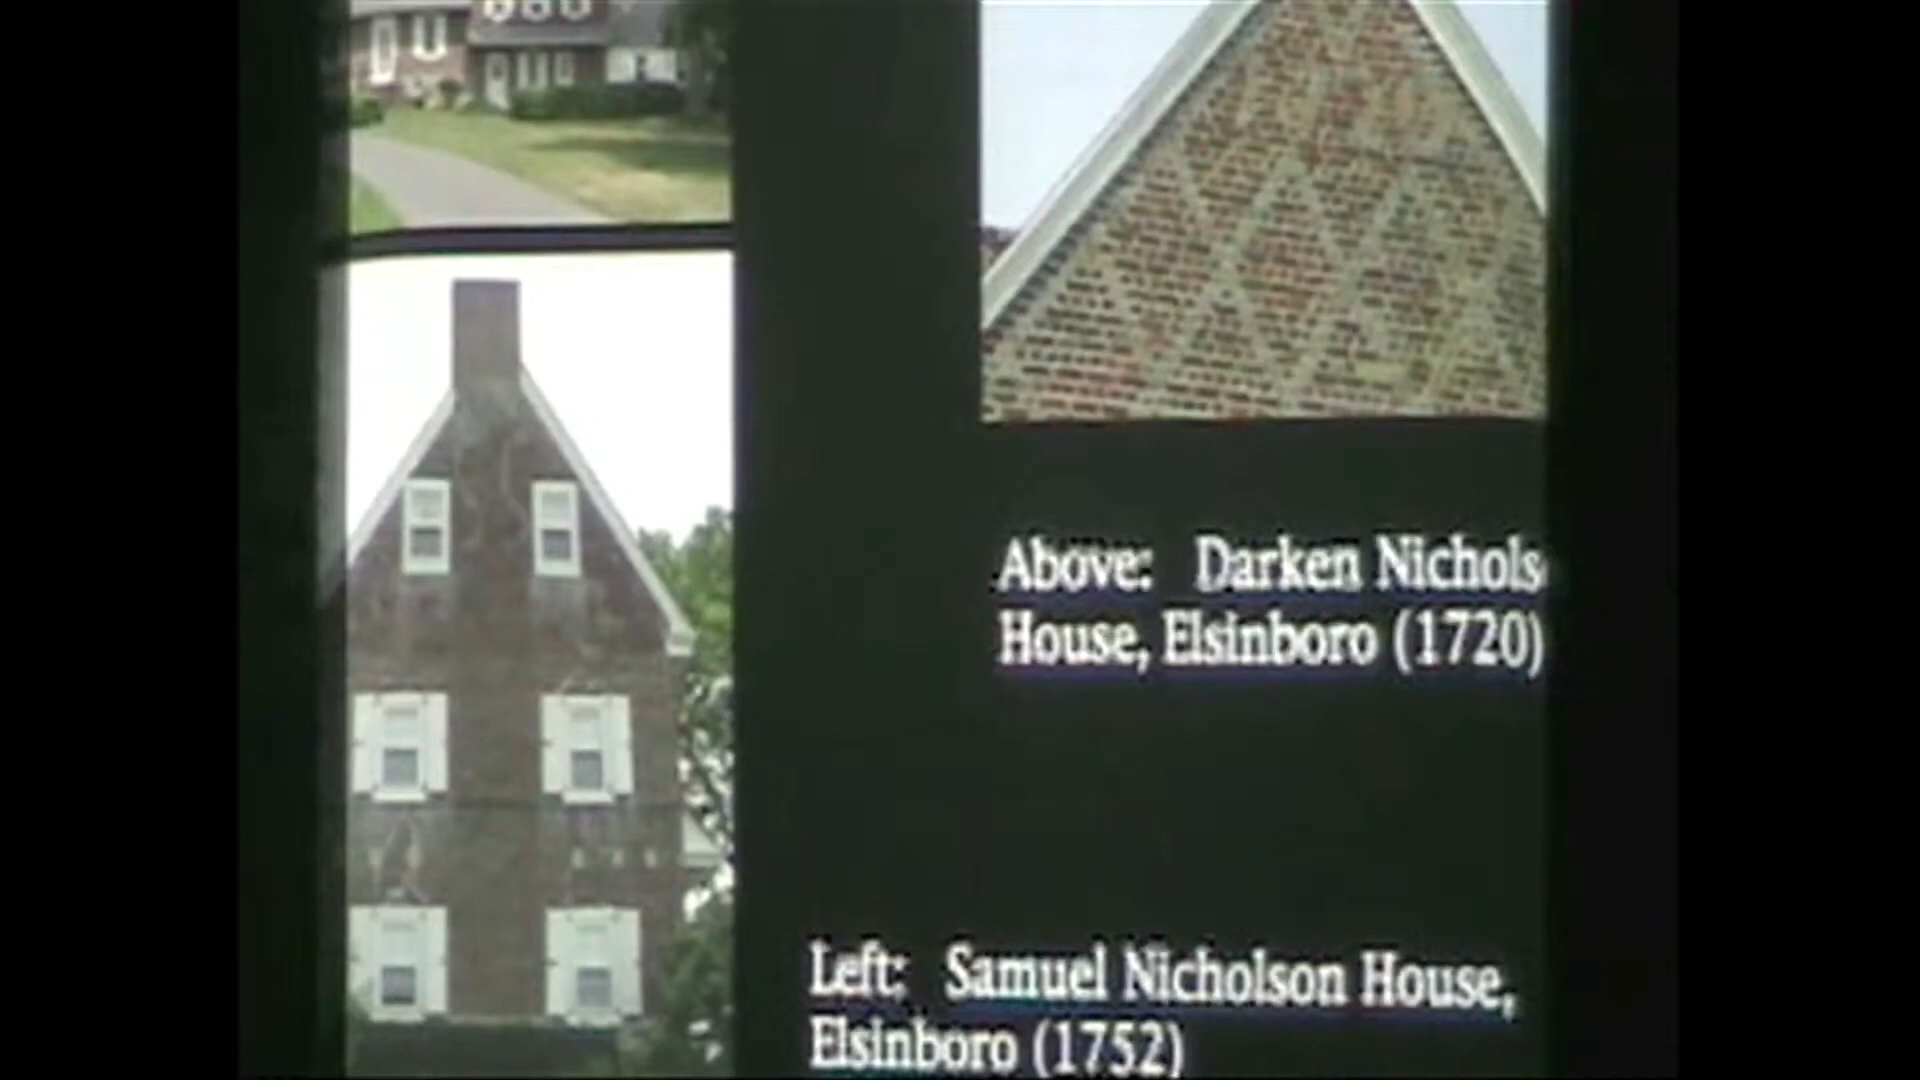 Above: Darken Nichols
House, Elsinboro (1720)
Left: Samuel Nicholson House,
Elsinboro (1752)